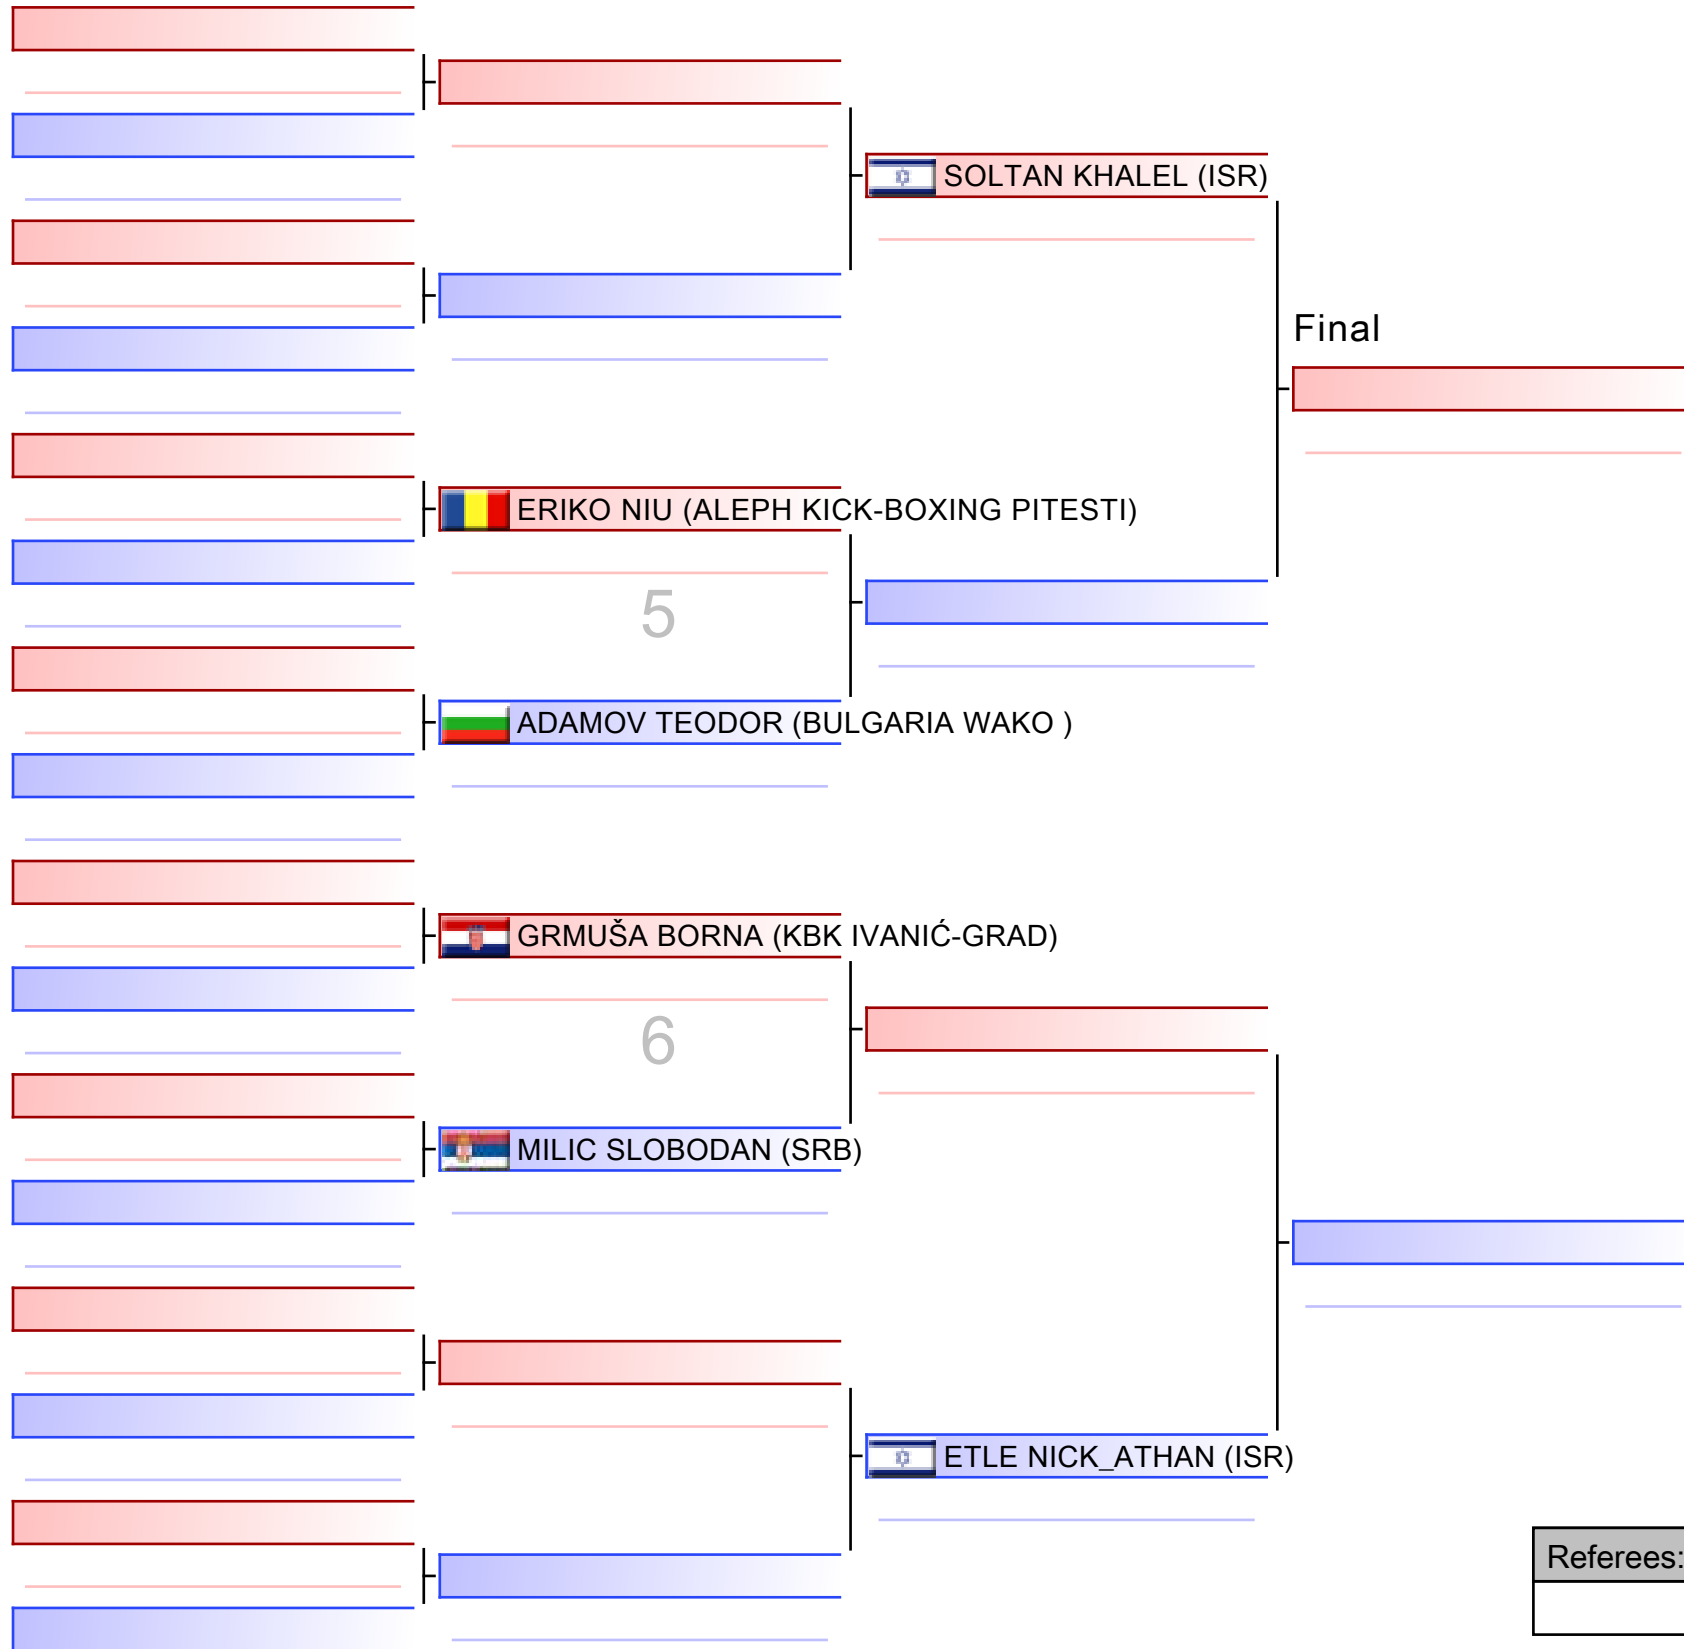 SOLTAN KHALEL (ISR)
Final
ERIKO NIU (ALEPH KICK-BOXING PITESTI)
5
ADAMOV TEODOR (BULGARIA WAKO )
GRMUŠA BORNA (KBK IVANIĆ-GRAD)
6
MILIC SLOBODAN (SRB)
ETLE NICK_ATHAN (ISR)
Referees: